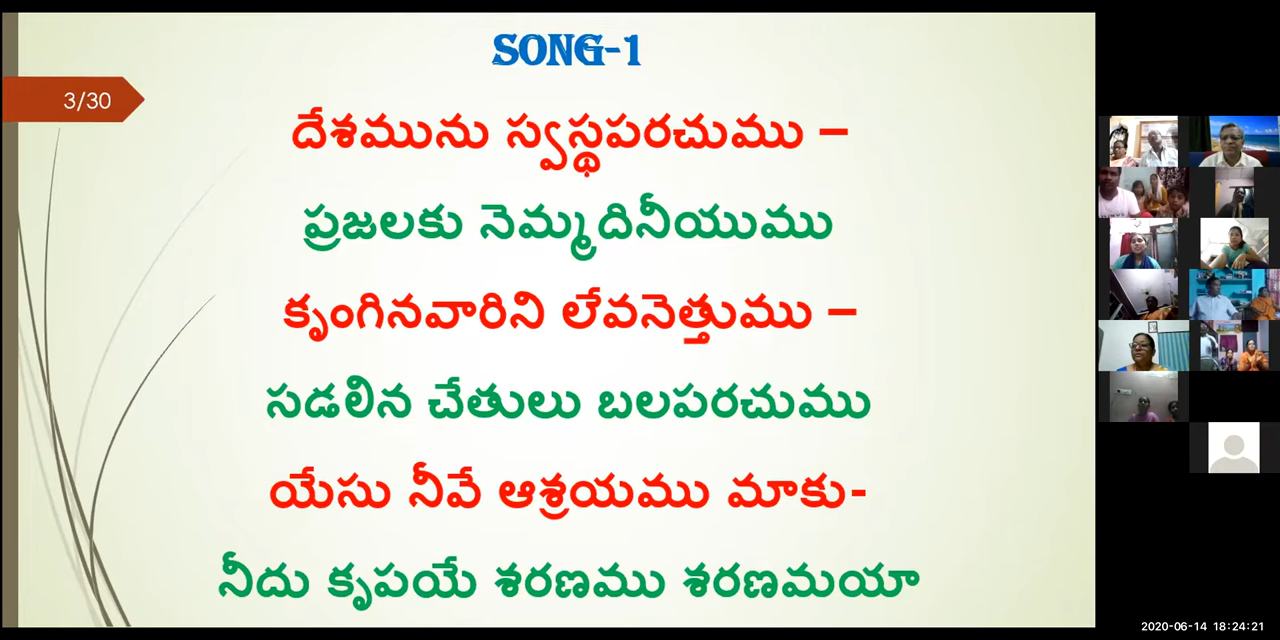 SONG-1
3/30
దేశమును స్వస్థపరచుము –
ప్రజలకు నెమ్మదినీయుము
కృంగినవారిని లేవనెత్తుము –
సడలిన చేతులు బలపరచుము
యేసు నీవే ఆశ్రయము మాకు-
నీదు కృపయే శరణము శరణమయా
2020-06-14 18:24:21